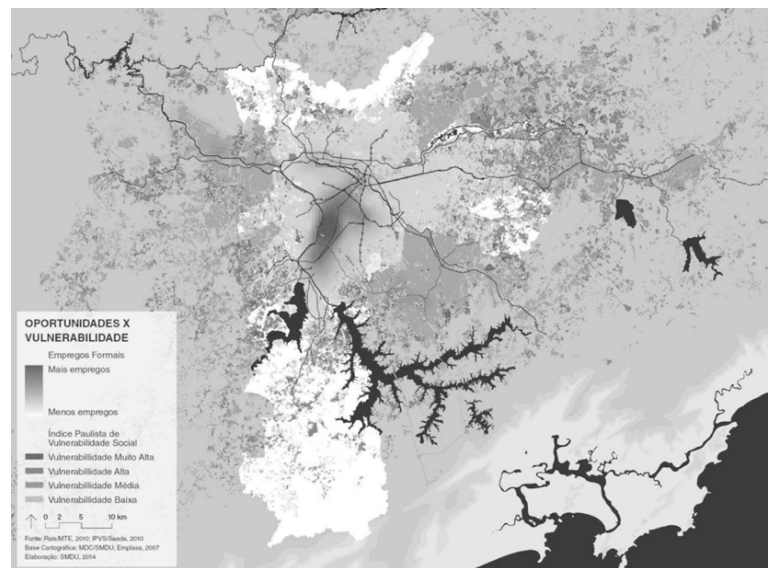 OPORTUNIDADES X
VULNERABILIDADE
Empregos Formais
Mais empregos
Menos empregos
Índice Paulista de
Vulnerabilidade Social
Vulnerabilidade Muito Alta
Vulnerabilidade Alta
Vulnerabilidade Média
Vulnerabilidade Baixa
0 2 5 10 km
Fonte: Rais/MTE, 2010; IPVS/Seade, 2010
Base Cartográfica: MDC/SMDU; Emplasa, 2007
Elaboração: SMDU, 2014